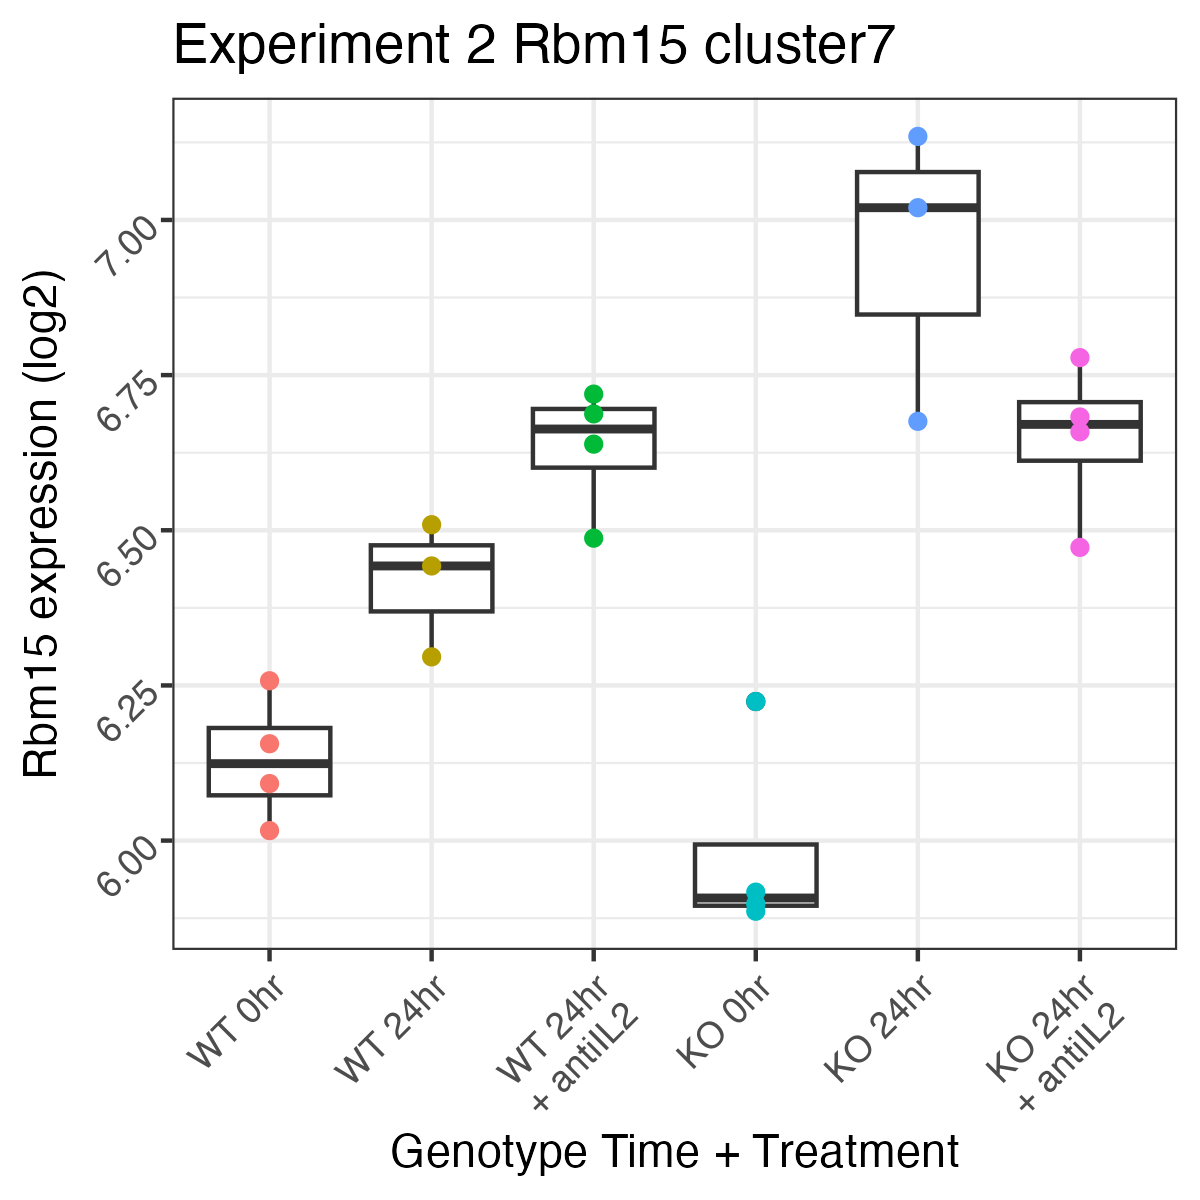 Experiment 2 Rbm15 cluster7
Rbm15 expression (log2)
7.00
6.75
6.50
6.25
6.00
WT 0hr
WT 24hr
WT 24hr
+ antiIL2
KO 0hr
KO 24hr
KO 24hr
+ antiIL2
Genotype Time + Treatment